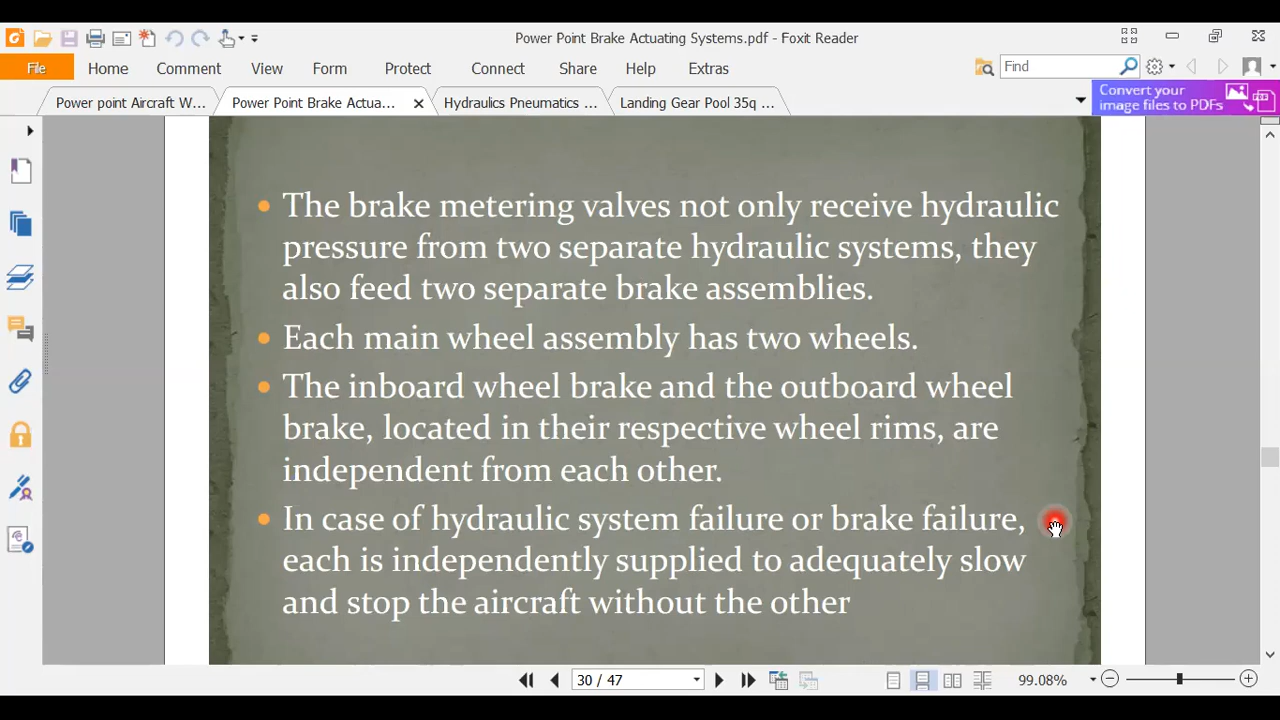 Power Point Brake Actuating Systems.pdf - Foxit Reader
File Home Comment View Form Protect Connect Share Help Extras Find
Power point Aircraft W... Power Point Brake Actua... Hydraulics Pneumatics ... Landing Gear Pool 35q ...
Convert your
image files to PDFs
• The brake metering valves not only receive hydraulic
pressure from two separate hydraulic systems, they
also feed two separate brake assemblies.
• Each main wheel assembly has two wheels.
• The inboard wheel brake and the outboard wheel
brake, located in their respective wheel rims, are
independent from each other.
• In case of hydraulic system failure or brake failure,
each is independently supplied to adequately slow
and stop the aircraft without the other
30 / 47 99.08%